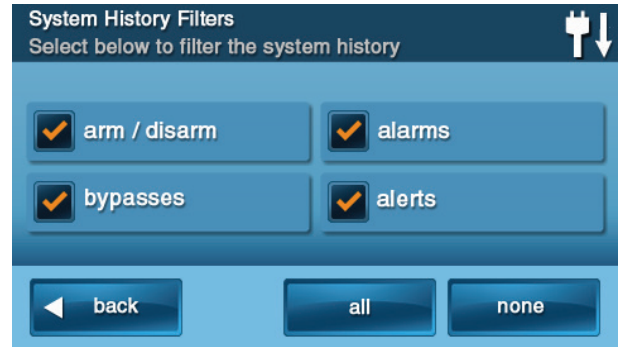 System History Filters
Select below to filter the system history
arm / disarm
alarms
bypasses
alerts
back
all
none